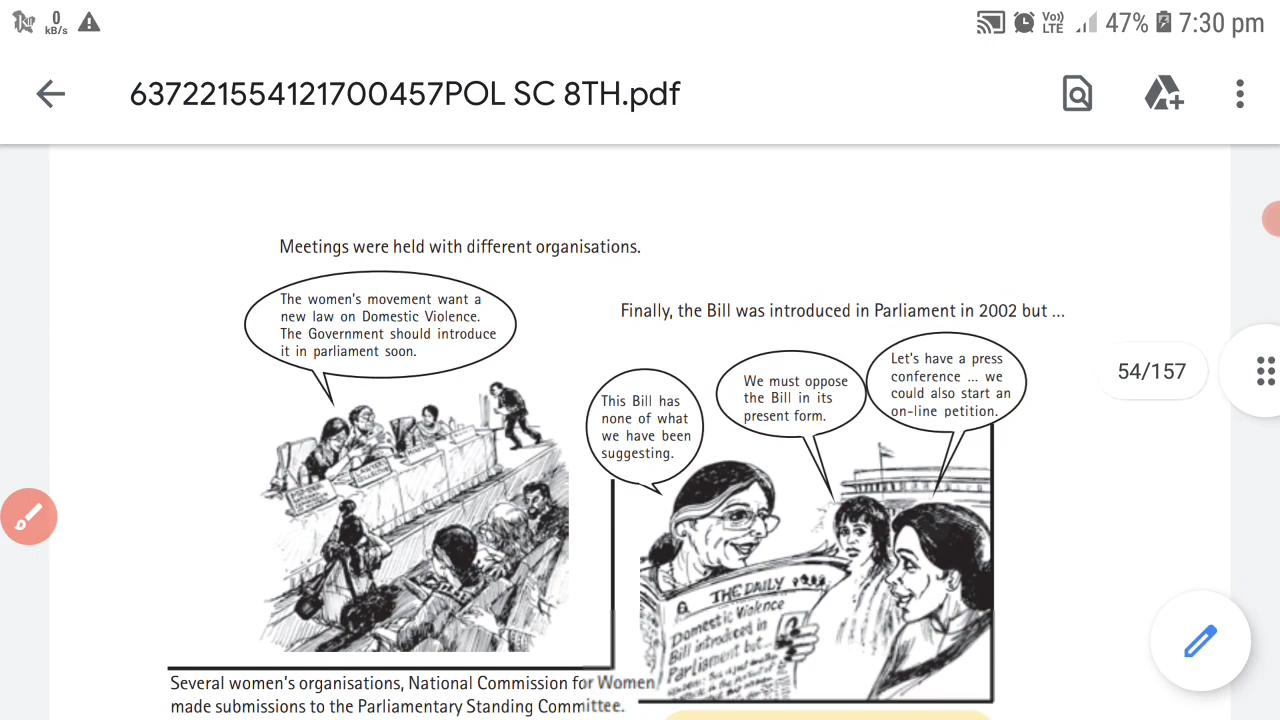 0
kB/s
Vo))
LTE
47%
7:30 pm
637221554121700457POL SC 8TH.pdf
54/157
Meetings were held with different organisations.
The women's movement want a
new law on Domestic Violence.
The Government should introduce
it in parliament soon.
Finally, the Bill was introduced in Parliament in 2002 but ...
This Bill has
none of what
we have been
suggesting.
We must oppose
the Bill in its
present form.
Let's have a press
conference ... we
could also start an
on-line petition.
THE DAILY
Domestic Violence
Bill introduced in
Parliament but...
Several women's organisations, National Commission for Women
made submissions to the Parliamentary Standing Committee.